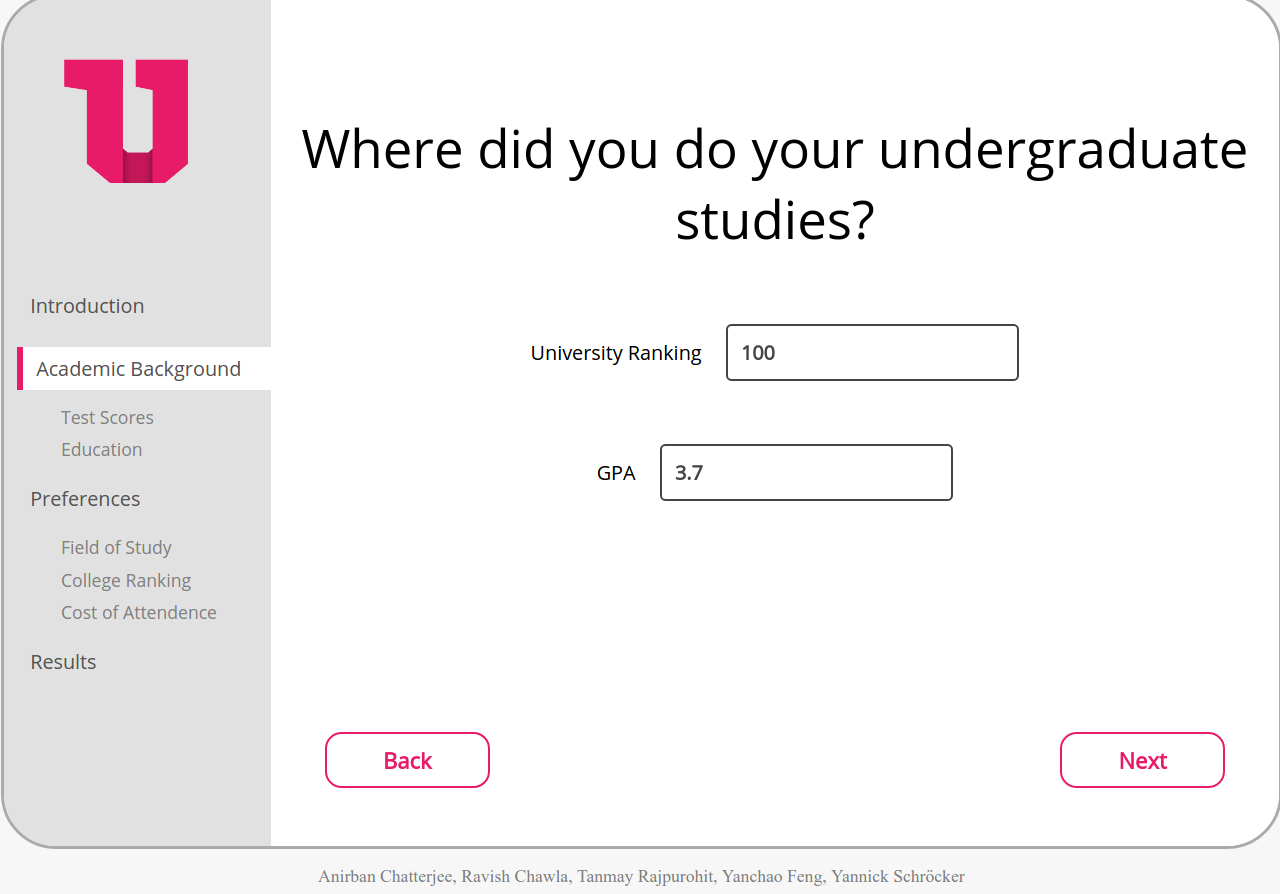 Introduction
Academic Background
Test Scores
Education
Preferences
Field of Study
College Ranking
Cost of Attendence
Results
Where did you do your undergraduate
studies?
University Ranking 100
GPA 3.7
Back Next
Anirban Chatterjee, Ravish Chawla, Tanmay Rajpurohit, Yanchao Feng, Yannick Schröcker